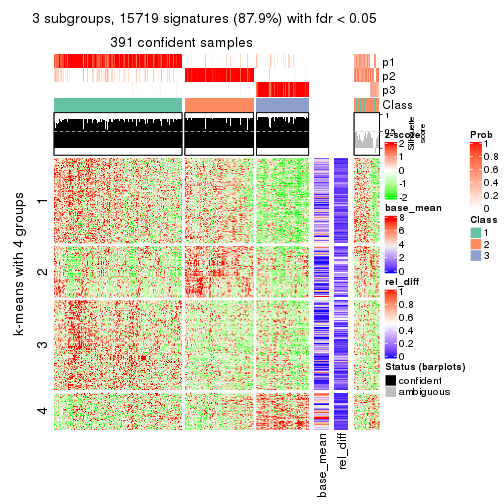 3 subgroups, 15719 signatures (87.9%) with fdr < 0.05
391 confident samples
p1
p2
p3
Class
1
0.5
Silhouette
score
k-means with 4 groups
1
2
3
4
base_mean
rel_diff
z-score
2
1
0
-1
-2
base_mean
8
6
4
2
0
rel_diff
1
0.8
0.6
0.4
0.2
0
Prob
1
0.8
0.6
0.4
0.2
0
Class
1
2
3
Status (barplots)
confident
ambiguous